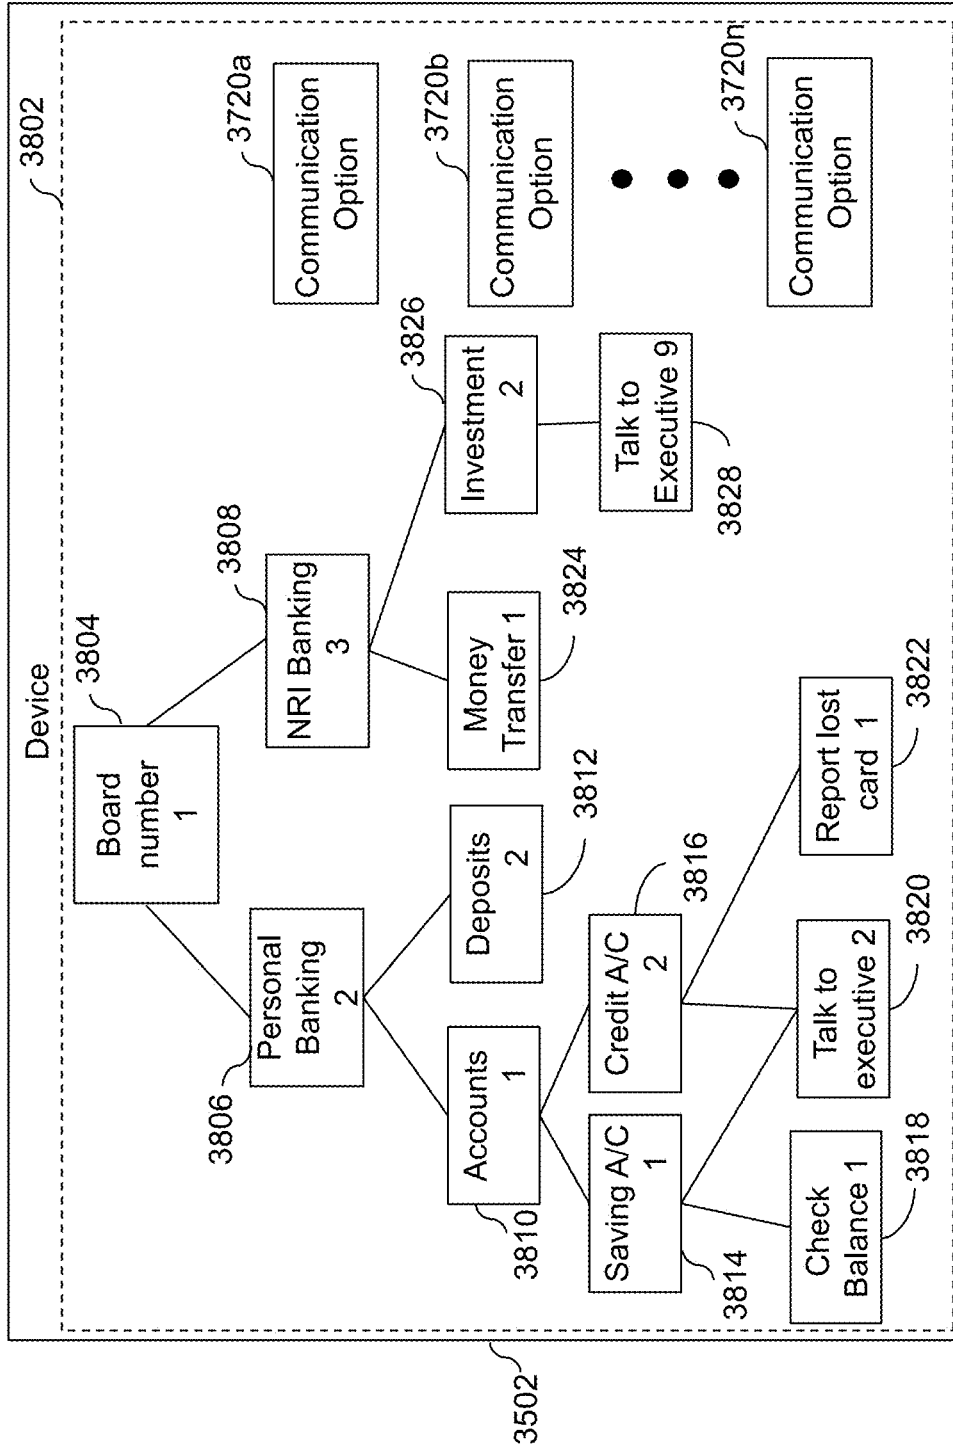 Device
3802
3804
Board
number
1
3806
Personal
Banking
2
3808
NRI Banking
3
3810
Accounts
1
Deposits
2
3812
Money
Transfer 1
3824
3826
Investment
2
3814
Saving A/C
1
Credit A/C
2
3816
Talk to
Executive 9
3828
Check
Balance 1
3818
Talk to
executive 2
3820
Report lost
card 1
3822
3720a
Communication
Option
3720b
Communication
Option
3720n
Communication
Option
3502